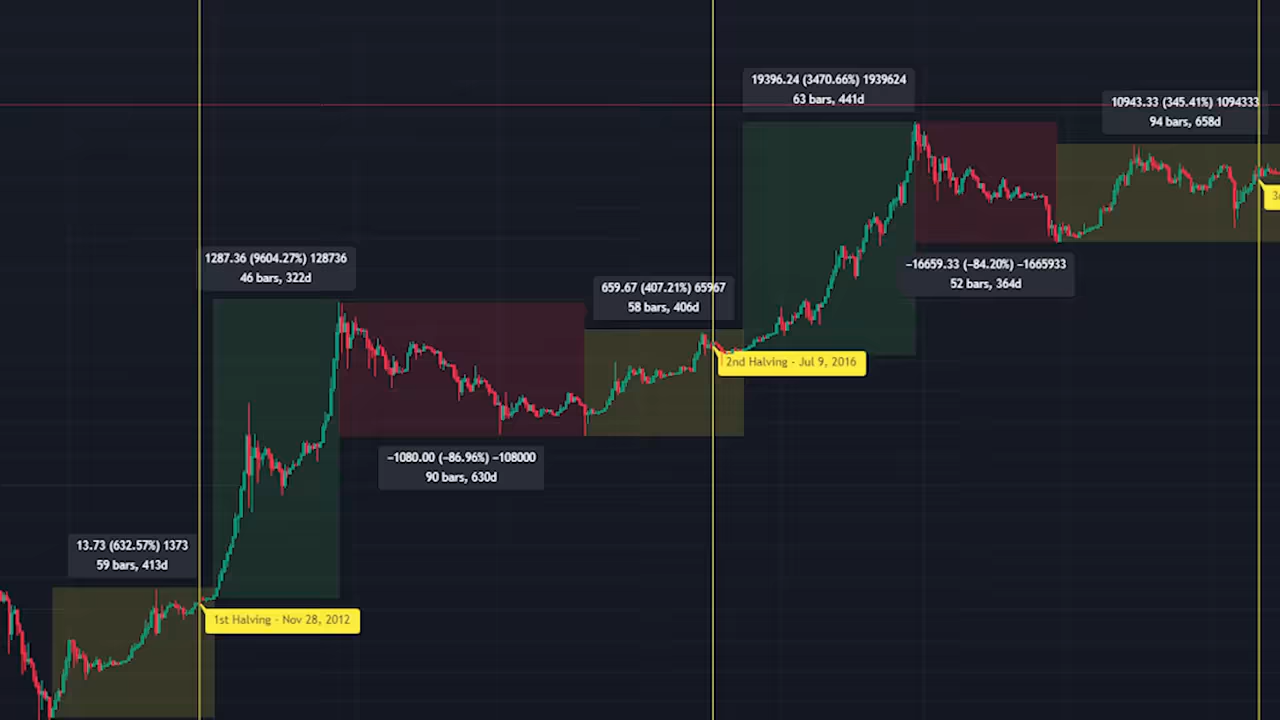 19396.24 (3470.66%) 1939624
63 bars, 441d
10943.33 (345.41%) 1094333
94 bars, 658d
1287.36 (9604.27%) 128736
46 bars, 322d
659.67 (407.21%) 65967
58 bars, 406d
−16659.33 (−84.20%) −1665933
52 bars, 364d
2nd Halving - Jul 9, 2016
−1080.00 (−86.96%) −108000
90 bars, 630d
13.73 (632.57%) 1373
59 bars, 413d
1st Halving - Nov 28, 2012